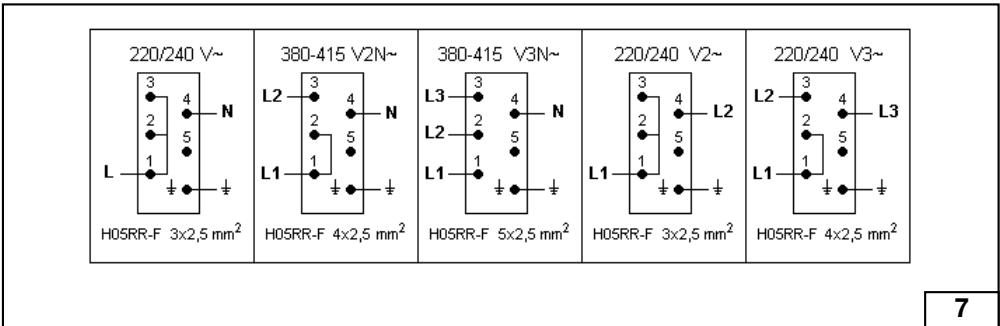 220/240 V~
3
4
N
2
5
L
1
H05RR-F 3x2,5 mm²
380-415 V2N~
L2
3
4
N
2
5
L1
1
H05RR-F 4x2,5 mm²
380-415 V3N~
L3
3
4
N
L2
2
5
L1
1
H05RR-F 5x2,5 mm²
220/240 V2~
3
4
L2
2
5
L1
1
H05RR-F 3x2,5 mm²
220/240 V3~
L2
3
4
L3
2
5
L1
1
H05RR-F 4x2,5 mm²
7